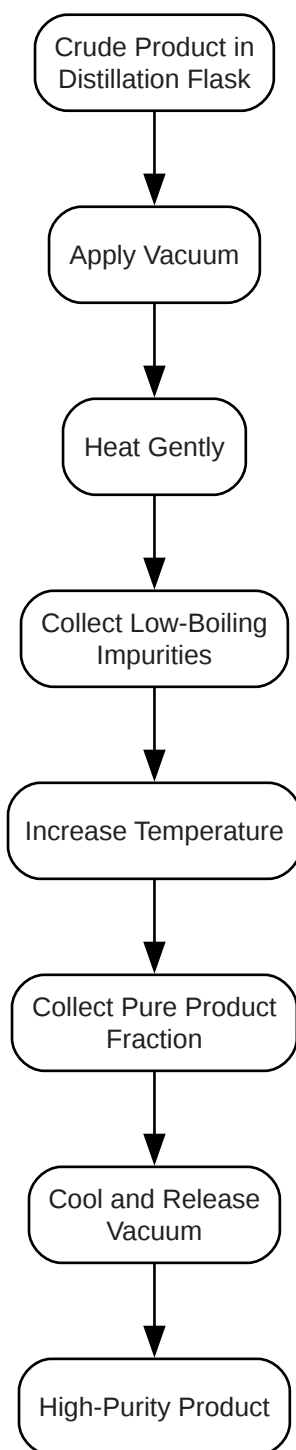 Crude Product in
Distillation Flask
Apply Vacuum
Heat Gently
Collect Low-Boiling
Impurities
Increase Temperature
Collect Pure Product
Fraction
Cool and Release
Vacuum
High-Purity Product